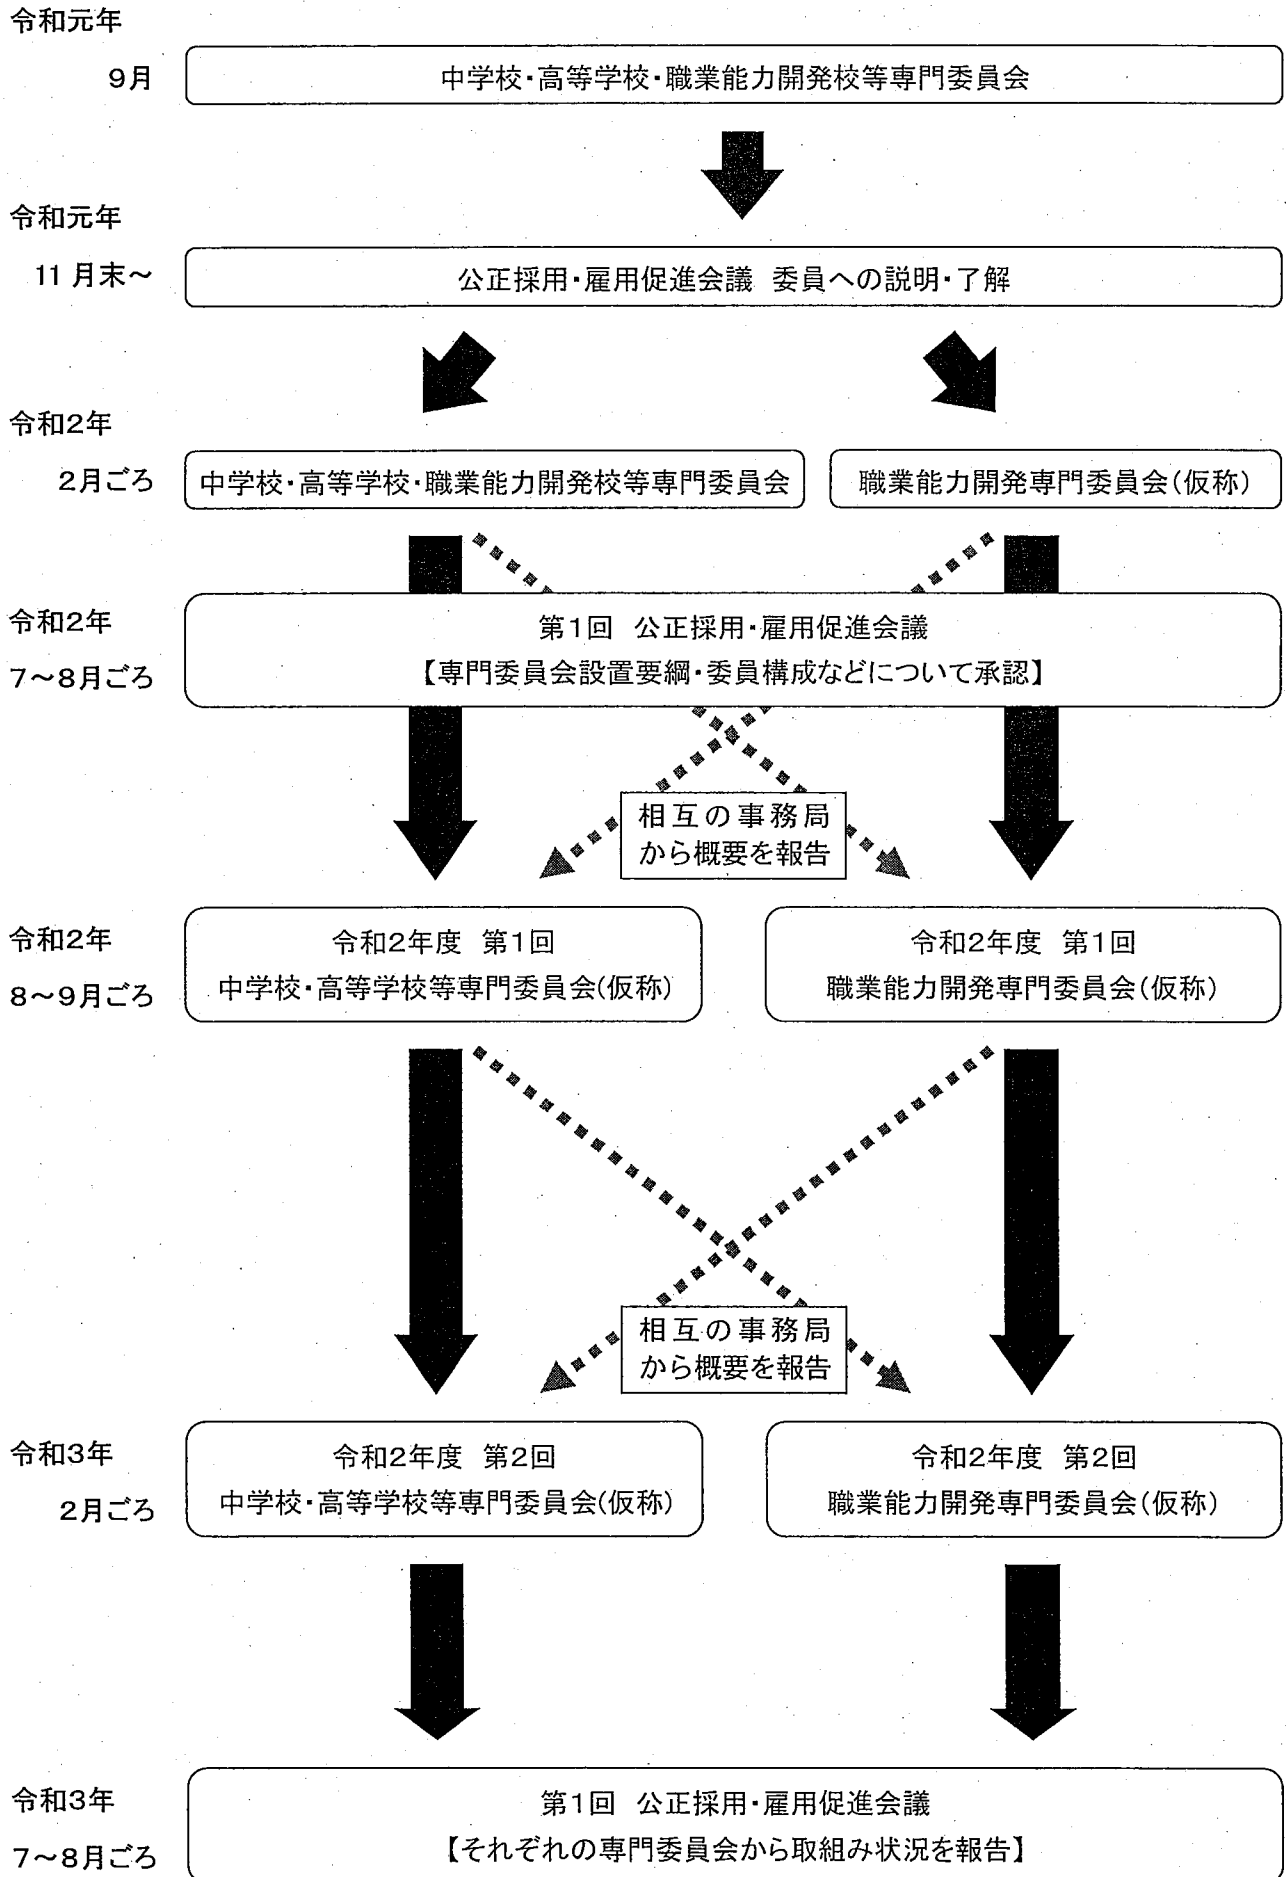 令和元年
9月
中学校・高等学校・職業能力開発校等専門委員会
令和元年
11月末～
公正採用・雇用促進会議 委員への説明・了解
令和2年
2月ごろ
中学校・高等学校・職業能力開発校等専門委員会
職業能力開発専門委員会(仮称)
令和2年
7～8月ごろ
第1回 公正採用・雇用促進会議
【専門委員会設置要綱・委員構成などについて承認】
相互の事務局
から概要を報告
令和2年
8～9月ごろ
令和2年度 第1回
中学校・高等学校等専門委員会(仮称)
令和2年度 第1回
職業能力開発専門委員会(仮称)
相互の事務局
から概要を報告
令和3年
2月ごろ
令和2年度 第2回
中学校・高等学校等専門委員会(仮称)
令和2年度 第2回
職業能力開発専門委員会(仮称)
令和3年
7～8月ごろ
第1回 公正採用・雇用促進会議
【それぞれの専門委員会から取組み状況を報告】